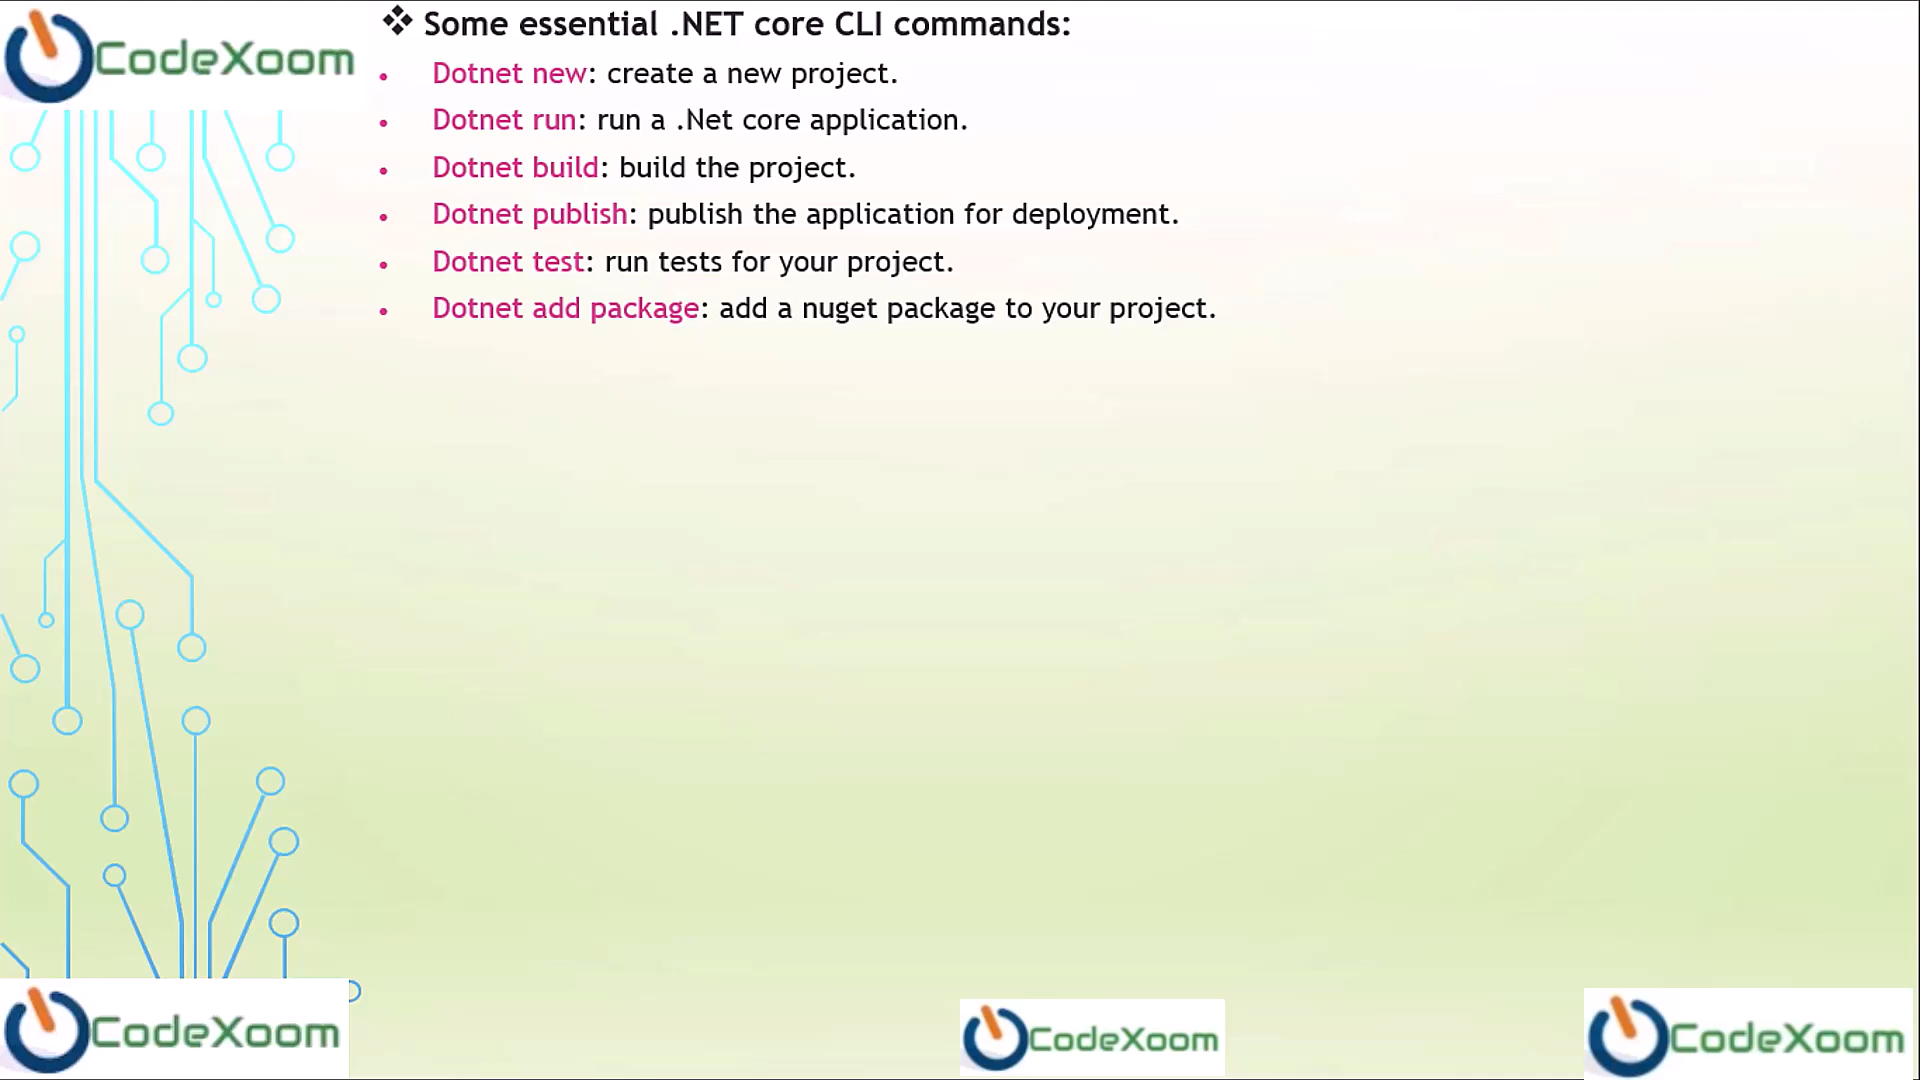 CodeXoom
❖ Some essential .NET core CLI commands:
• Dotnet new: create a new project.
• Dotnet run: run a .Net core application.
• Dotnet build: build the project.
• Dotnet publish: publish the application for deployment.
• Dotnet test: run tests for your project.
• Dotnet add package: add a nuget package to your project.
CodeXoom
CodeXoom
CodeXoom